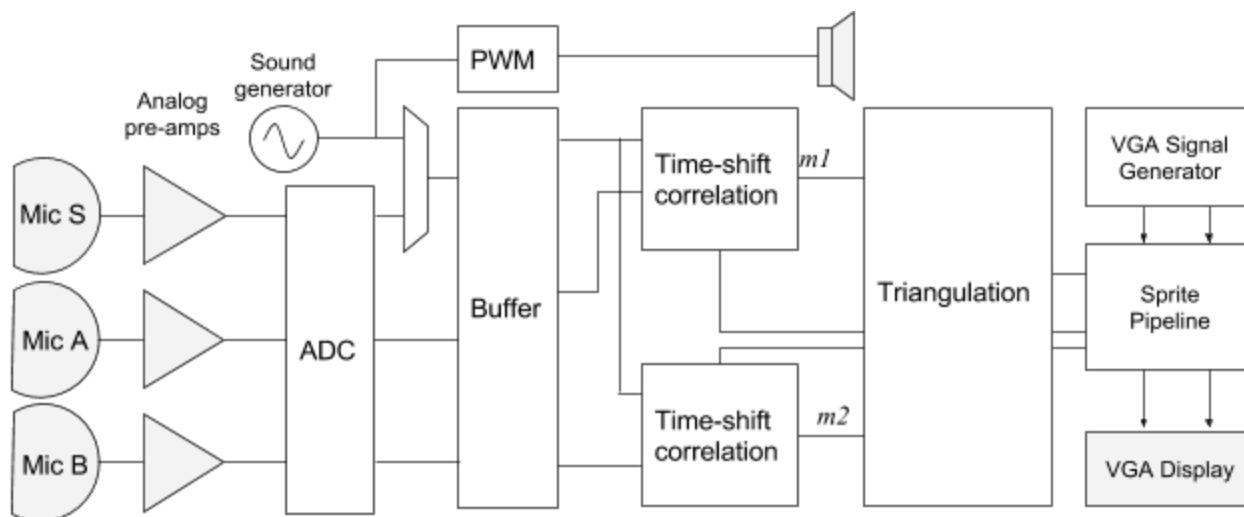 PWM
Sound
generator
Analog
pre-amps
Mic S
Mic A
Mic B
ADC
Buffer
Time-shift
correlation
m1
Time-shift
correlation
m2
Triangulation
VGA Signal
Generator
Sprite
Pipeline
VGA Display